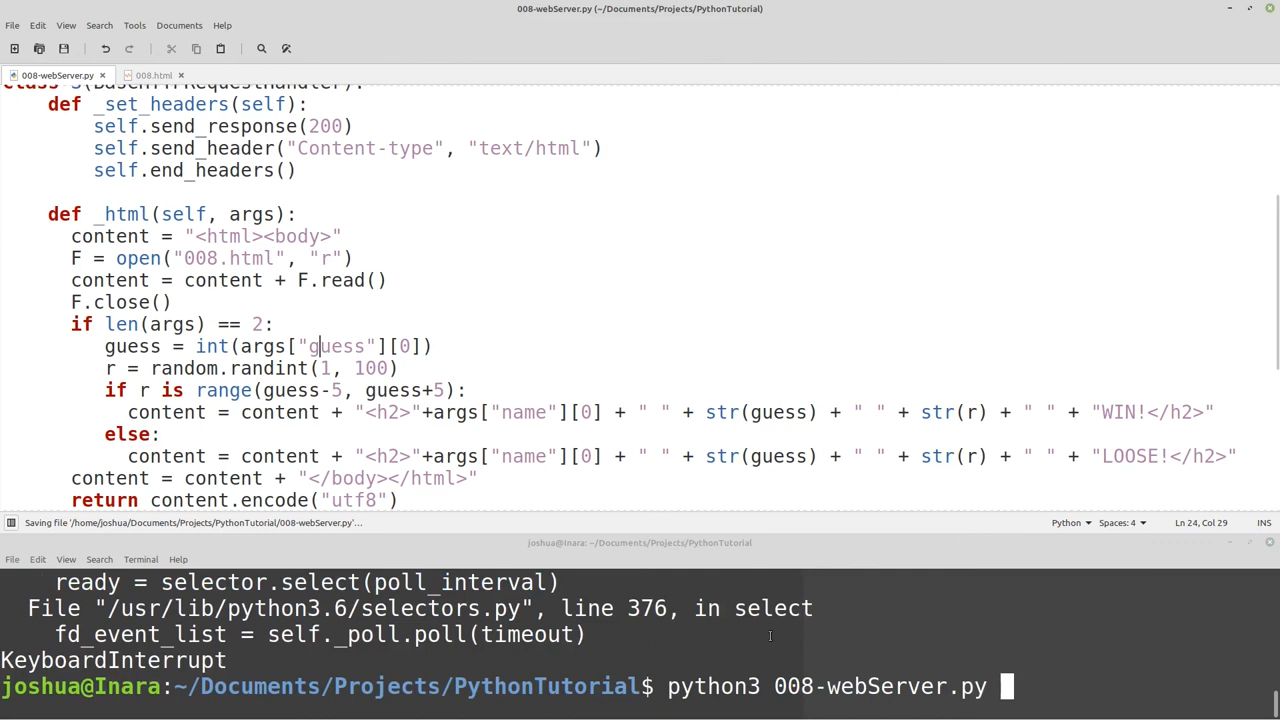 008-webServer.py (~/Documents/Projects/PythonTutorial)
File Edit View Search Tools Documents Help
008-webServer.py × 008.html ×
def _set_headers(self):
self.send_response(200)
self.send_header("Content-type", "text/html")
self.end_headers()
def _html(self, args):
content = "<html><body>"
F = open("008.html", "r")
content = content + F.read()
F.close()
if len(args) == 2:
guess = int(args["guess"][0])
r = random.randint(1, 100)
if r is range(guess-5, guess+5):
content = content + "<h2>"+args["name"][0] + " " + str(guess) + " " + str(r) + " " + "WIN!</h2>"
else:
content = content + "<h2>"+args["name"][0] + " " + str(guess) + " " + str(r) + " " + "LOOSE!</h2>"
content = content + "</body></html>"
return content.encode("utf8")
Saving file '/home/joshua/Documents/Projects/PythonTutorial/008-webServer.py'... Python Spaces: 4 Ln 24, Col 29 INS
joshua@Inara: ~/Documents/Projects/PythonTutorial
File Edit View Search Terminal Help
ready = selector.select(poll_interval)
File "/usr/lib/python3.6/selectors.py", line 376, in select
fd_event_list = self._poll.poll(timeout)
KeyboardInterrupt
joshua@Inara:~/Documents/Projects/PythonTutorial$ python3 008-webServer.py